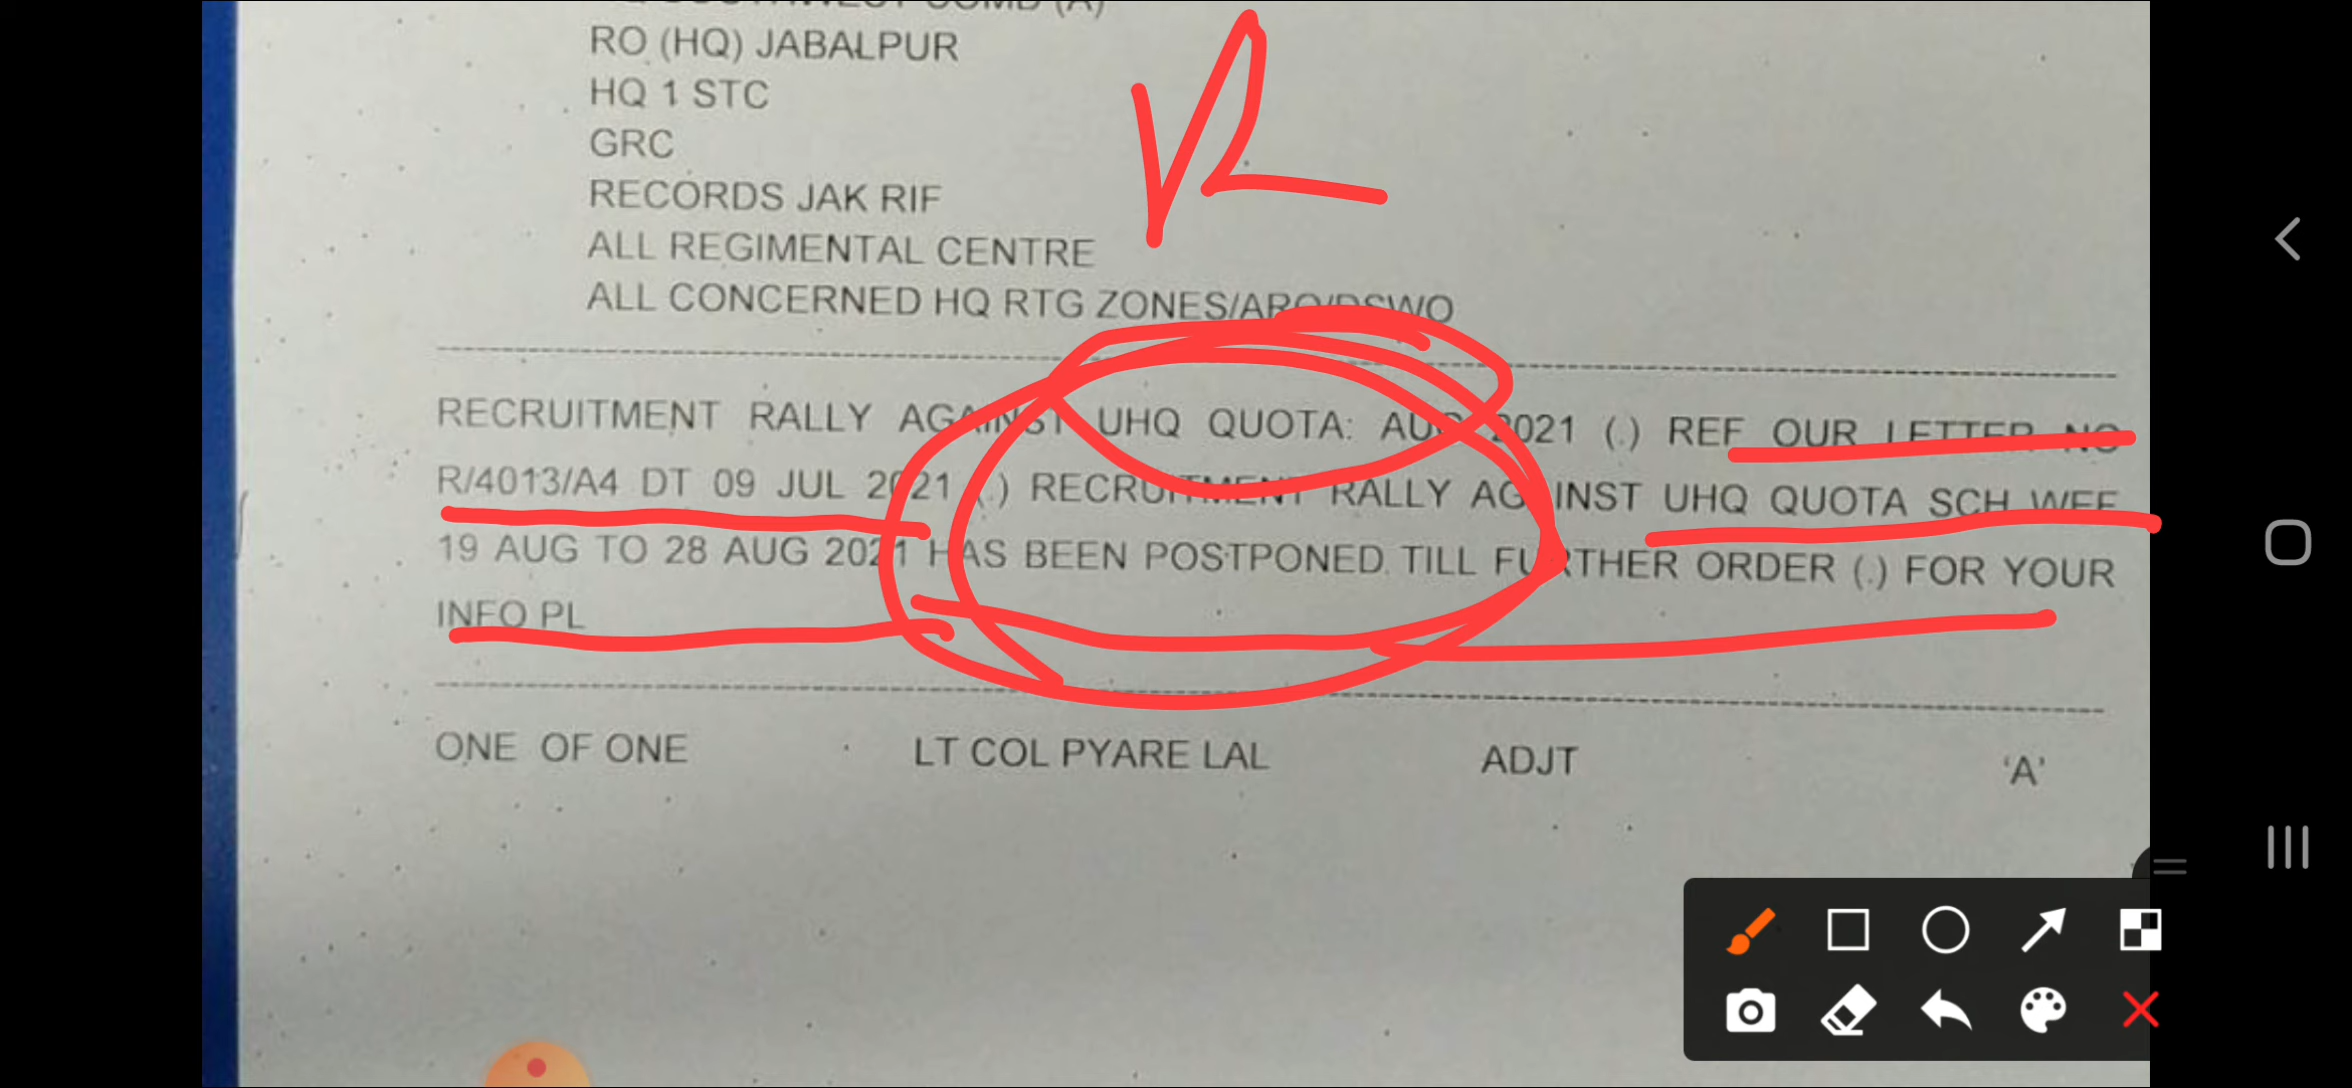 RO (HQ) JABALPUR
HQ 1 STC
GRC
RECORDS JAK RIF
ALL REGIMENTAL CENTRE
ALL CONCERNED HQ RTG ZONES/ARO/DSWO
RECRUITMENT RALLY AGAINST UHQ QUOTA: AUG 2021 (.) REF OUR LETTER NO
R/4013/A4 DT 09 JUL 2021 (.) RECRUITMENT RALLY AGAINST UHQ QUOTA SCH WEF
19 AUG TO 28 AUG 2021 HAS BEEN POSTPONED TILL FURTHER ORDER (.) FOR YOUR
INFO PL
ONE OF ONE LT COL PYARE LAL ADJT 'A'